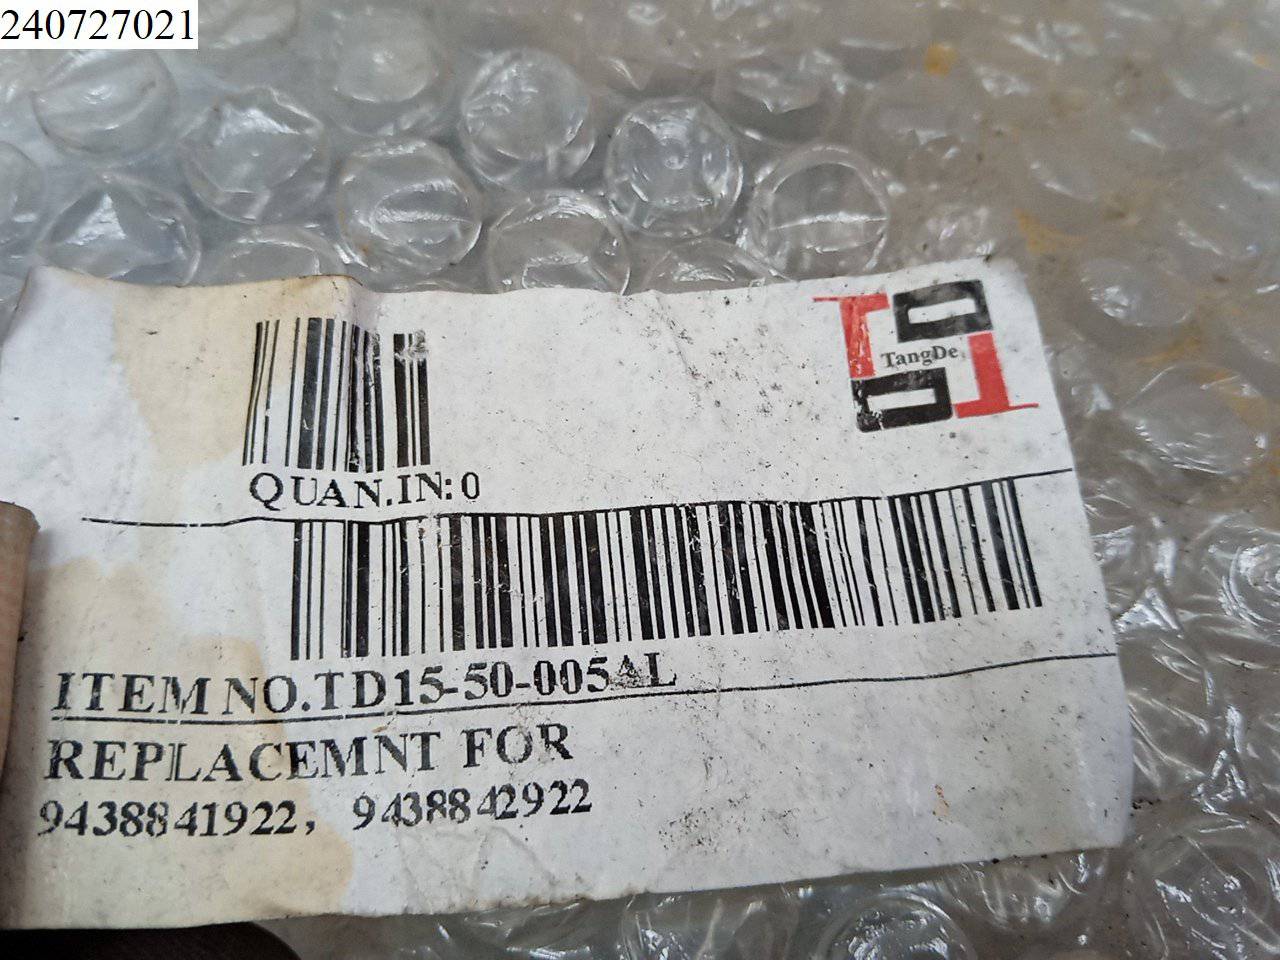 240727021
TangDe
QUAN.IN:0
ITEM NO.TD15-50-005AL
REPLACEMNT FOR
9438841922, 9438842922